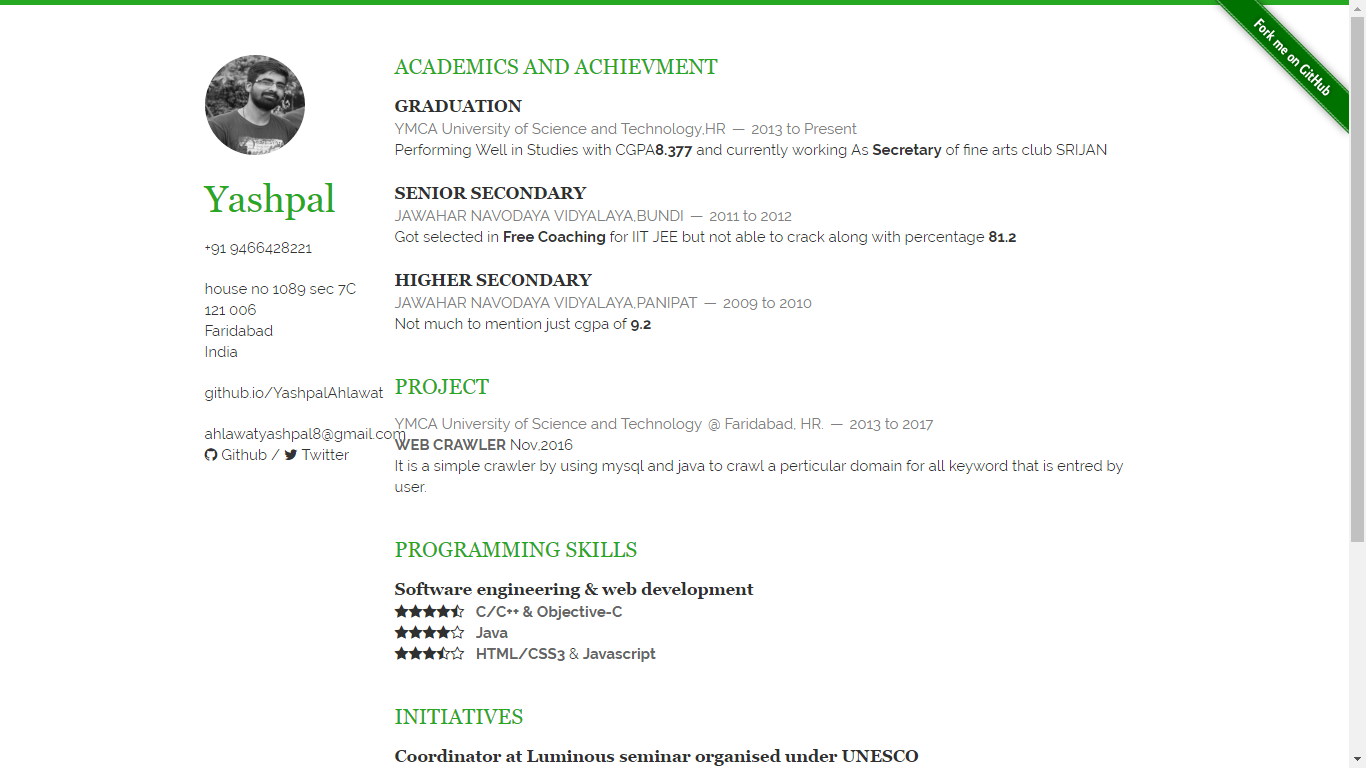 Fork me on GitHub
Yashpal
+91 9466428221
house no 1089 sec 7C
121 006
Faridabad
India
github.io/YashpalAhlawat
ahlawatyashpal8@gmail.com
Github / Twitter
ACADEMICS AND ACHIEVMENT
GRADUATION
YMCA University of Science and Technology,HR — 2013 to Present
Performing Well in Studies with CGPA8.377 and currently working As Secretary of fine arts club SRIJAN
SENIOR SECONDARY
JAWAHAR NAVODAYA VIDYALAYA,BUNDI — 2011 to 2012
Got selected in Free Coaching for IIT JEE but not able to crack along with percentage 81.2
HIGHER SECONDARY
JAWAHAR NAVODAYA VIDYALAYA,PANIPAT — 2009 to 2010
Not much to mention just cgpa of 9.2
PROJECT
YMCA University of Science and Technology @ Faridabad, HR. — 2013 to 2017
WEB CRAWLER Nov,2016
It is a simple crawler by using mysql and java to crawl a perticular domain for all keyword that is entred by
user.
PROGRAMMING SKILLS
Software engineering & web development
C/C++ & Objective-C
Java
HTML/CSS3 & Javascript
INITIATIVES
Coordinator at Luminous seminar organised under UNESCO